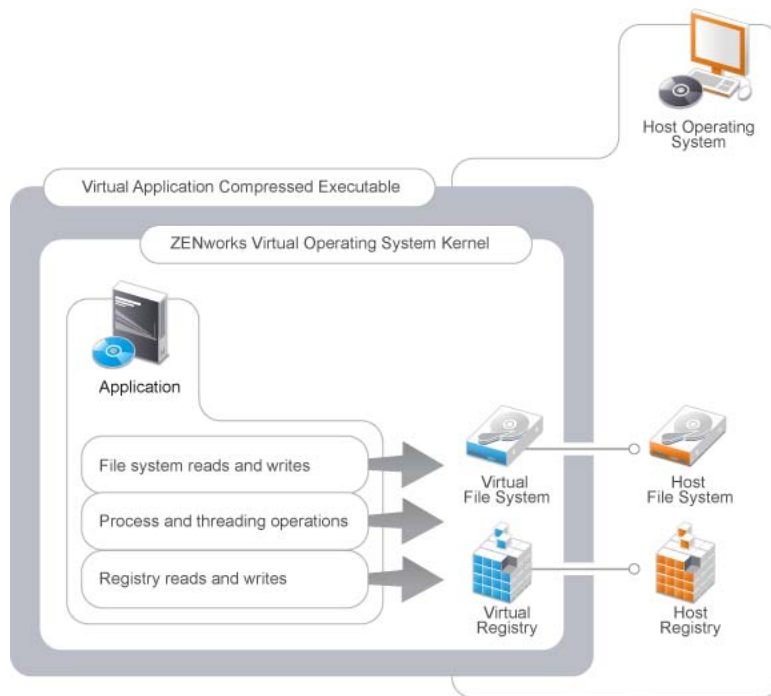 Host Operating
System
Virtual Application Compressed Executable
ZENworks Virtual Operating System Kernel
Application
File system reads and writes
Process and threading operations
Registry reads and writes
Virtual
File System
Host
File System
Virtual
Registry
Host
Registry